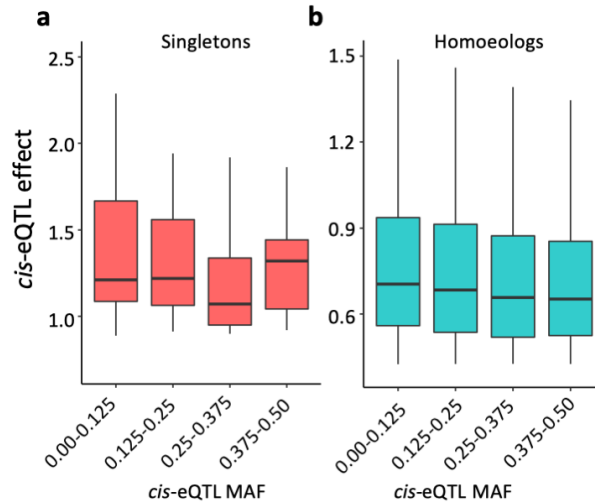 a
Singletons
cis-eQTL effect
2.5
2.0
1.5
1.0
0.00-0.125
0.125-0.25
0.25-0.375
0.375-0.50
cis-eQTL MAF
b
Homoeologs
1.5
1.2
0.9
0.6
0.00-0.125
0.125-0.25
0.25-0.375
0.375-0.50
cis-eQTL MAF